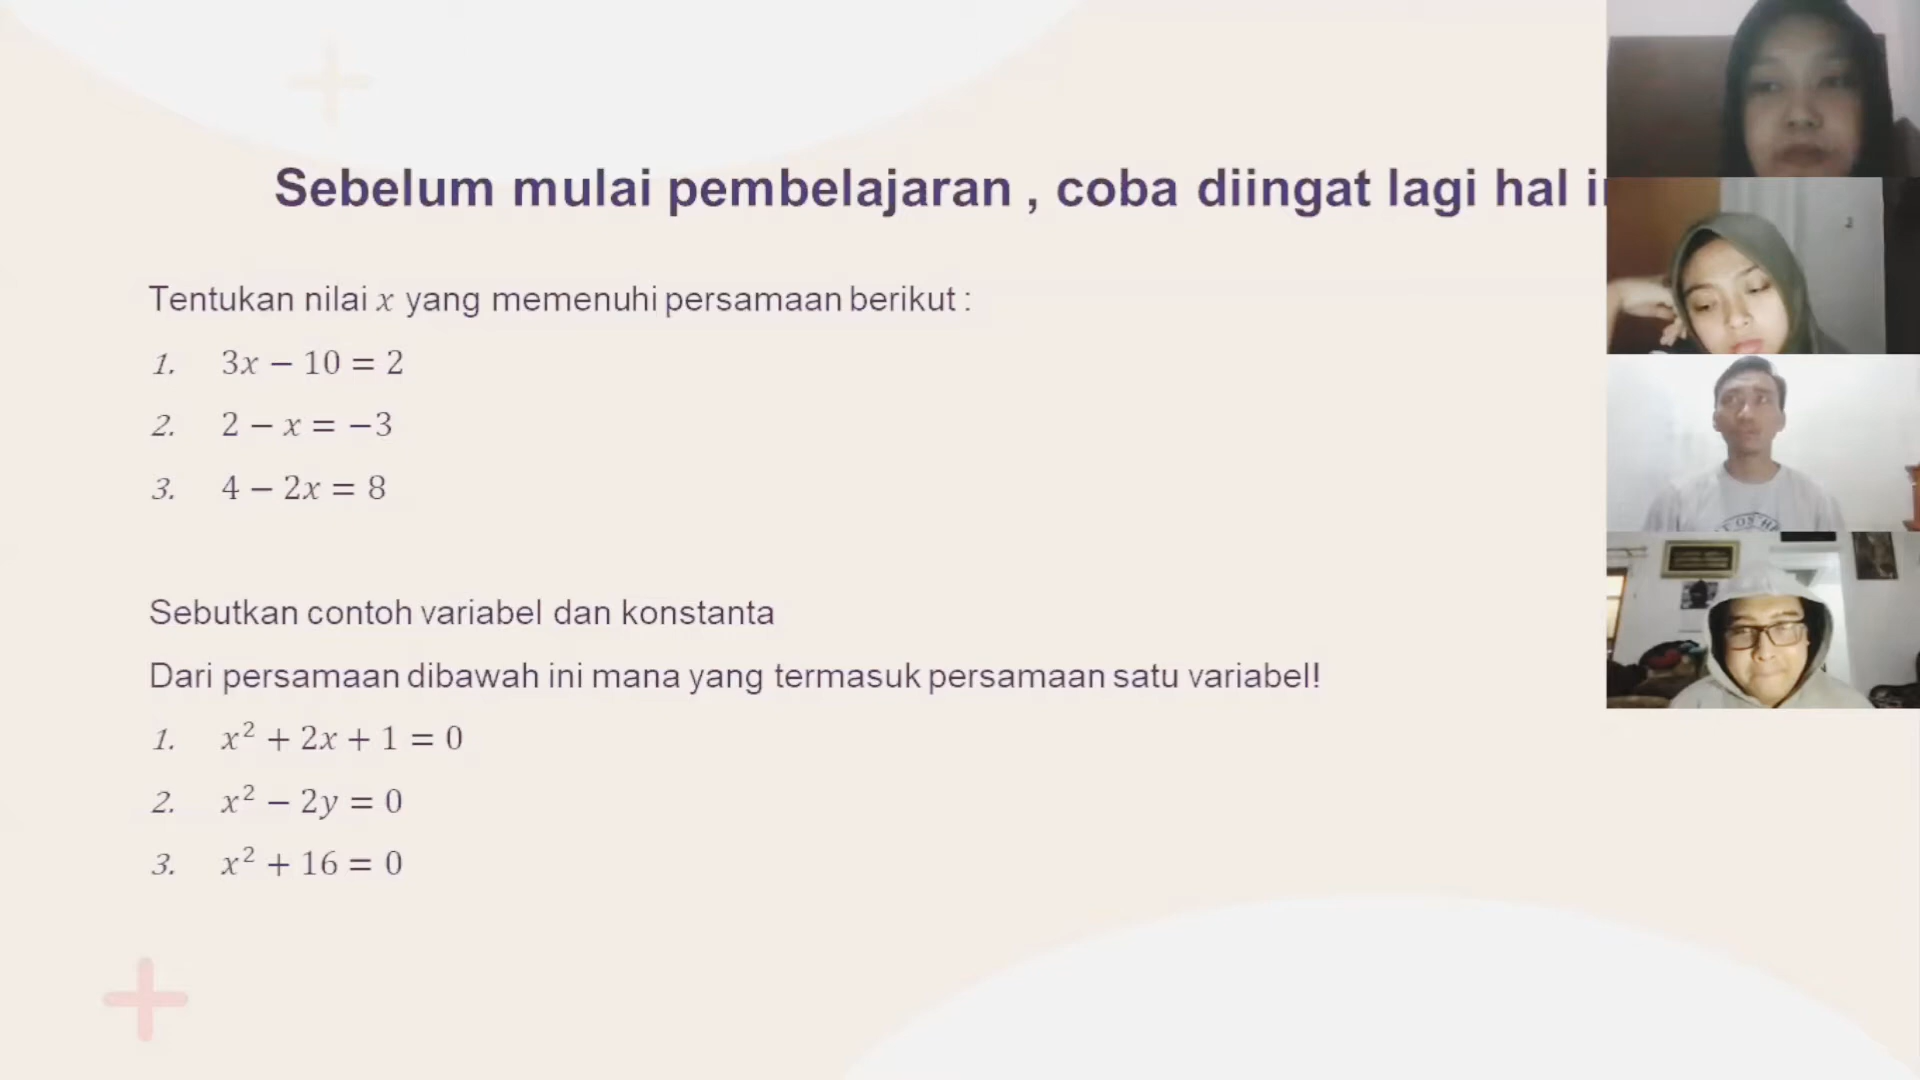 Sebelum mulai pembelajaran , coba diingat lagi hal
Tentukan nilai x yang memenuhi persamaan berikut :
1. 3x − 10 = 2
2. 2 − x = −3
3. 4 − 2x = 8
Sebutkan contoh variabel dan konstanta
Dari persamaan dibawah ini mana yang termasuk persamaan satu variabel!
1. x² + 2x + 1 = 0
2. x² − 2y = 0
3. x² + 16 = 0